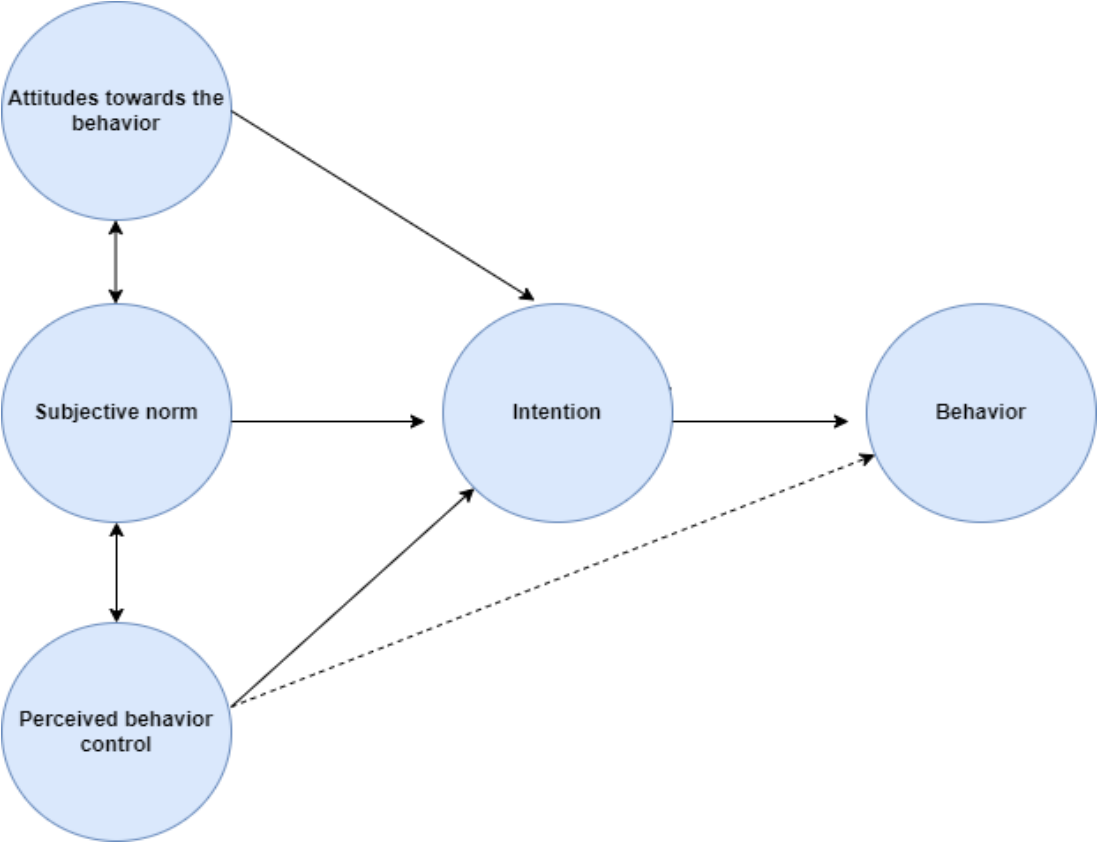 Attitudes towards the
behavior
Subjective norm
Intention
Behavior
Perceived behavior
control